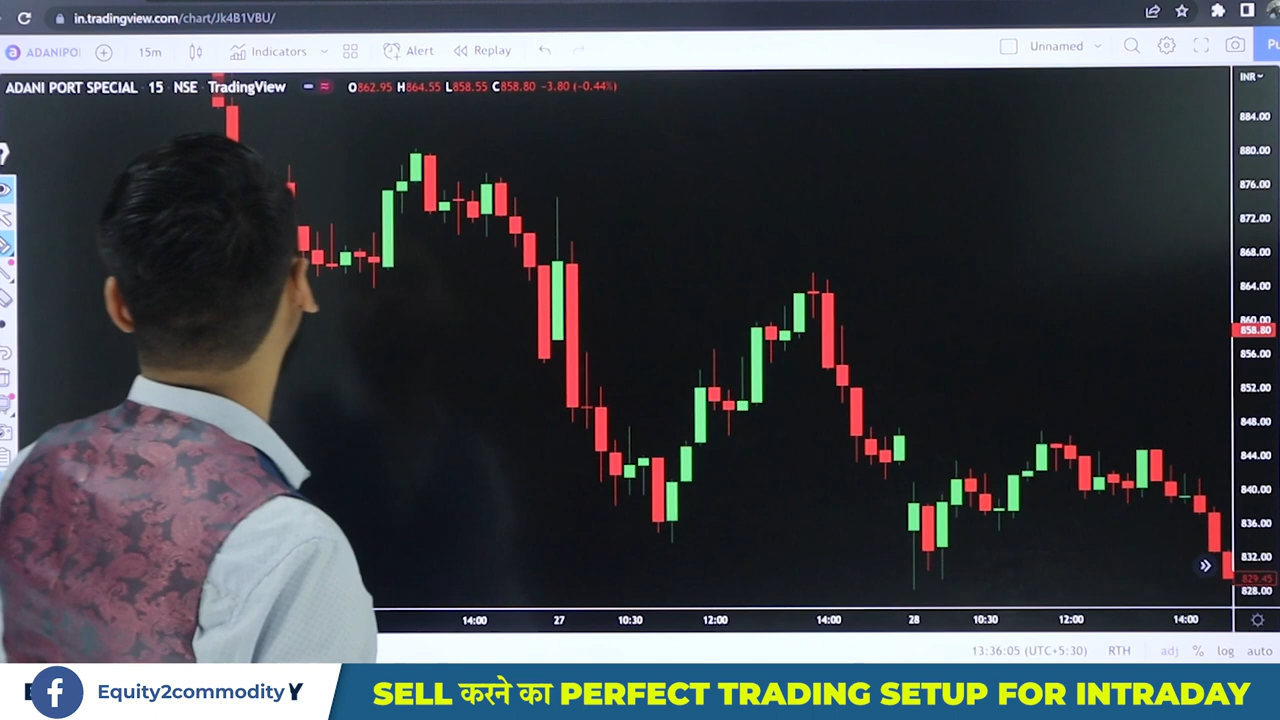 in.tradingview.com/chart/Jk4B1VBU/
ADANIPO 15m Indicators Alert Replay Unnamed
ADANI PORT SPECIAL · 15 · NSE TradingView O862.95 H864.55 L858.55 C858.80 −3.80 (−0.44%)
INR
884.00
880.00
876.00
872.00
868.00
864.00
860.00
858.80
856.00
852.00
848.00
844.00
840.00
836.00
832.00
829.45
828.00
14:00 27 10:30 12:00 14:00 28 10:30 12:00 14:00
13:36:05 (UTC+5:30) RTH adj % log auto
Equity2commodity Y
SELL करने का PERFECT TRADING SETUP FOR INTRADAY